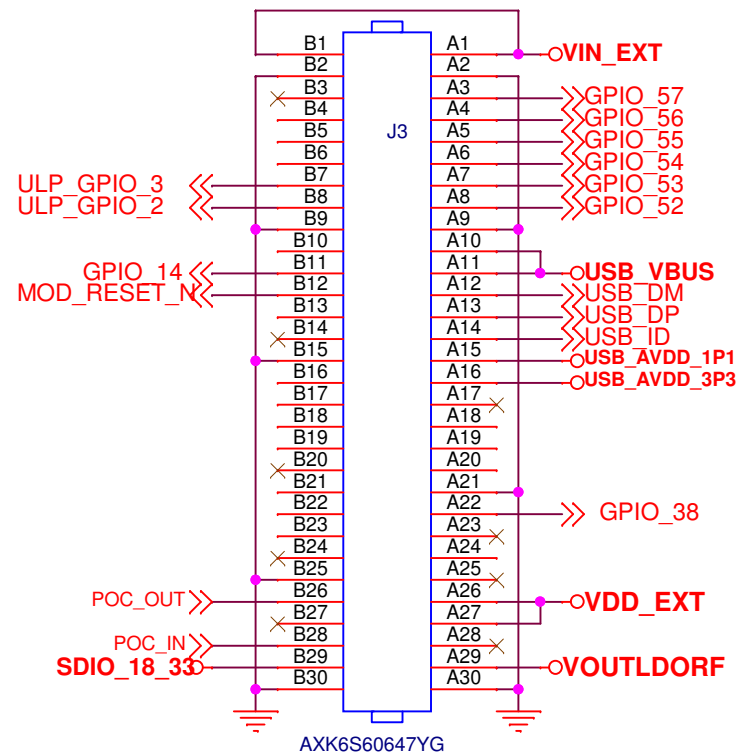 B1 A1 VIN_EXT
B2 A2
B3 A3 GPIO_57
B4 A4 GPIO_56
B5 J3 A5 GPIO_55
B6 A6 GPIO_54
ULP_GPIO_3 B7 A7 GPIO_53
ULP_GPIO_2 B8 A8 GPIO_52
B9 A9
B10 A10
GPIO_14 B11 A11 USB_VBUS
MOD_RESET_N B12 A12 USB_DM
B13 A13 USB_DP
B14 A14 USB_ID
B15 A15 USB_AVDD_1P1
B16 A16 USB_AVDD_3P3
B17 A17
B18 A18
B19 A19
B20 A20
B21 A21
B22 A22 GPIO_38
B23 A23
B24 A24
B25 A25
POC_OUT B26 A26 VDD_EXT
B27 A27
POC_IN B28 A28
SDIO_18_33 B29 A29 VOUTLDORF
B30 A30
AXK6S60647YG